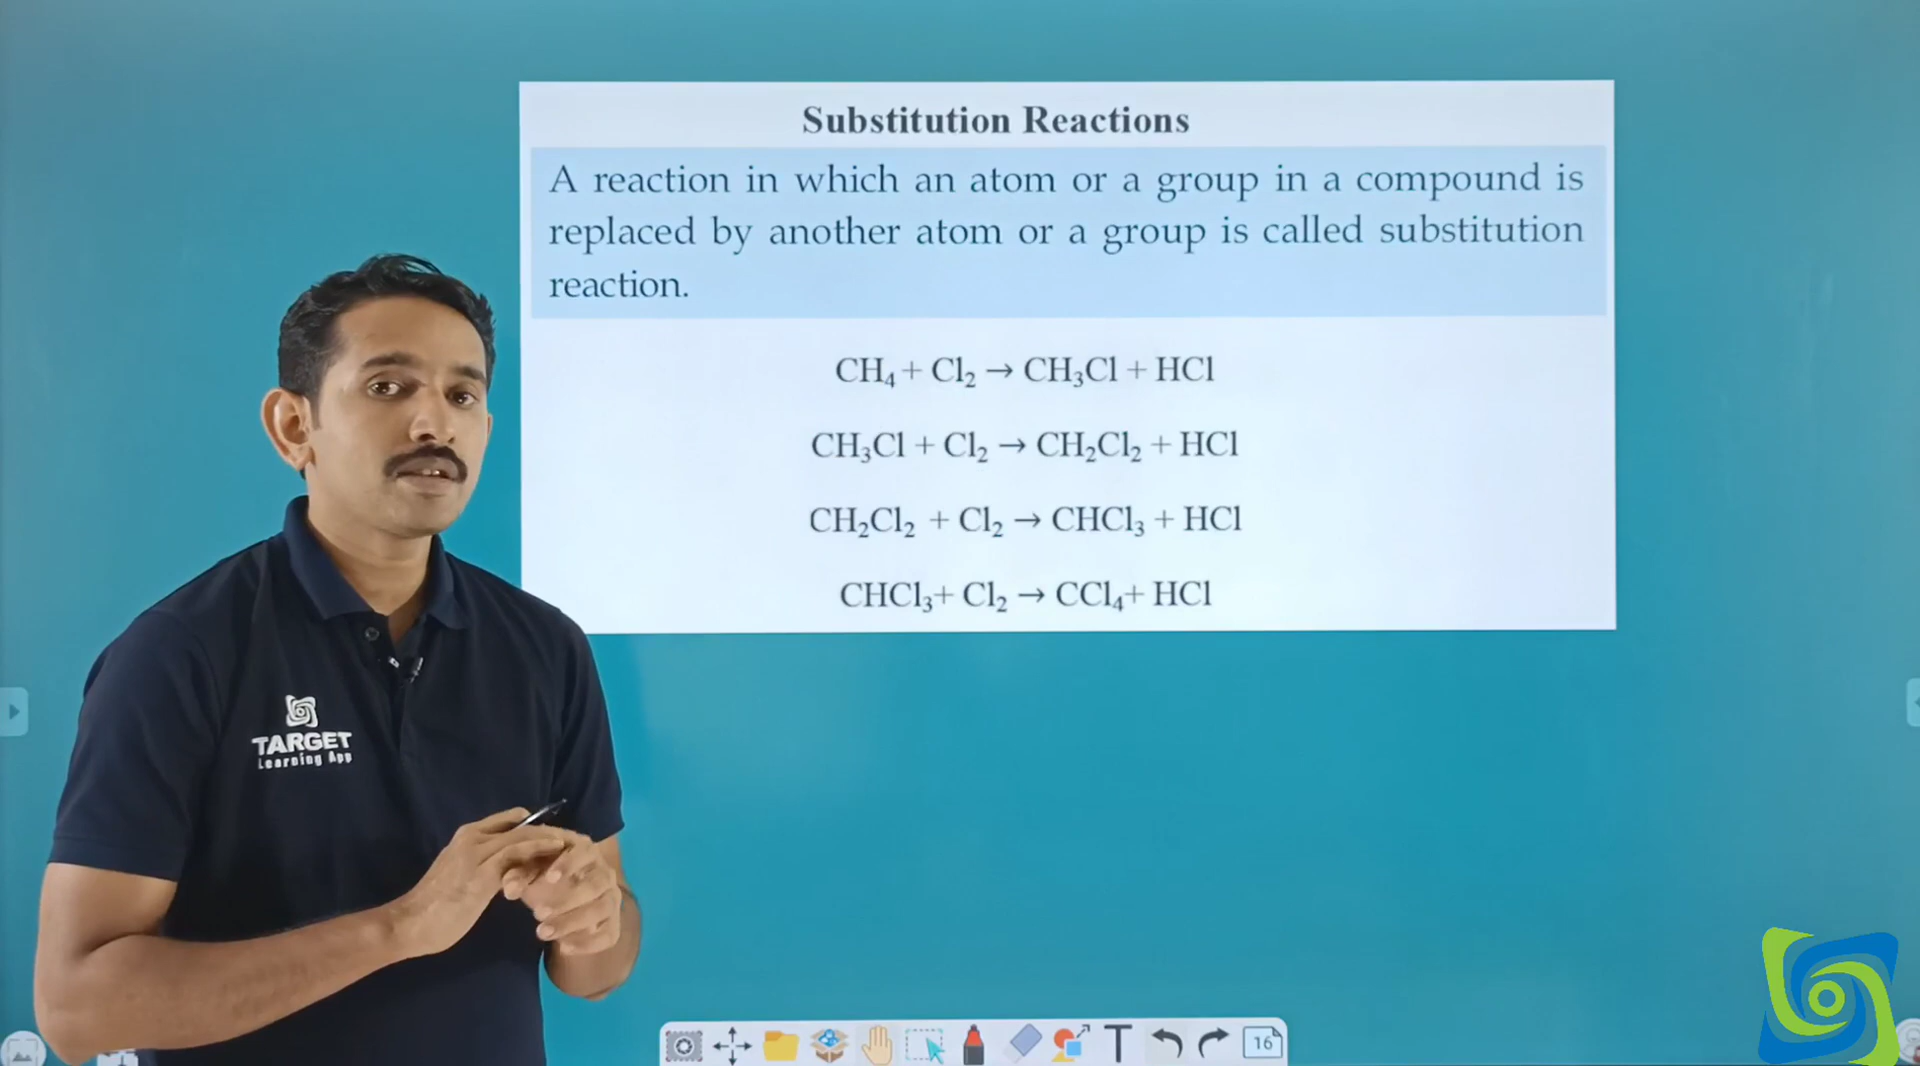 Substitution Reactions
A reaction in which an atom or a group in a compound is
replaced by another atom or a group is called substitution
reaction.
CH₄ + Cl₂ → CH₃Cl + HCl
CH₃Cl + Cl₂ → CH₂Cl₂ + HCl
CH₂Cl₂ + Cl₂ → CHCl₃ + HCl
CHCl₃+ Cl₂ → CCl₄+ HCl
TARGET
Learning App
T
16